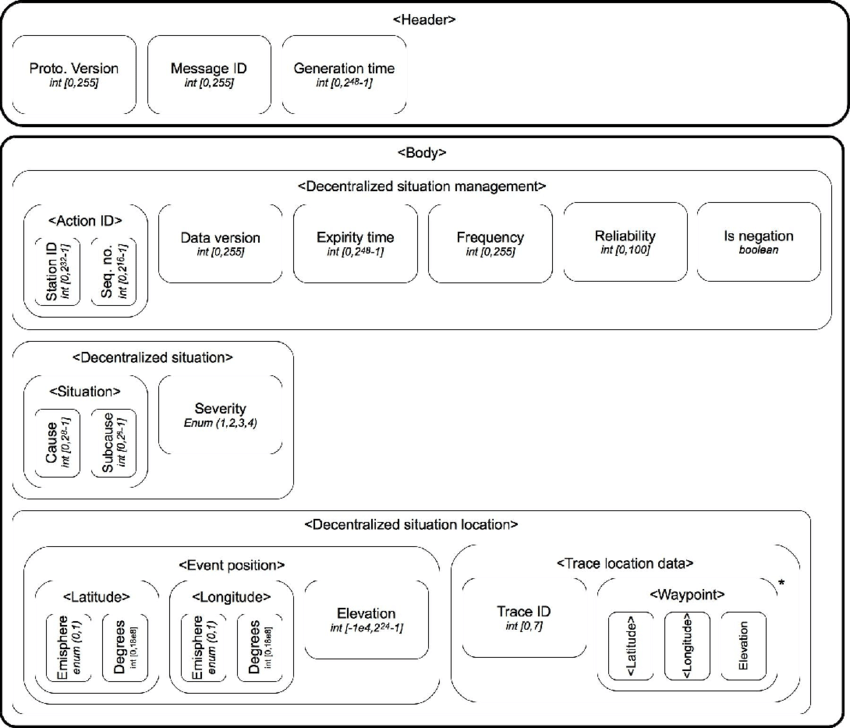 <Header>
Proto. Version
int [0,255]
Message ID
int [0,255]
Generation time
int [0,2^48-1]
<Body>
<Decentralized situation management>
<Action ID>
Station ID
int [0,2^32-1]
Seq. no.
int [0,2^16-1]
Data version
int [0,255]
Expirity time
int [0,2^48-1]
Frequency
int [0,255]
Reliability
int [0,100]
Is negation
boolean
<Decentralized situation>
<Situation>
Cause
int [0,2^8-1]
Subcause
int [0,2^8-1]
Severity
Enum (1,2,3,4)
<Decentralized situation location>
<Event position>
<Latitude>
Emisphere
enum (0,1)
Degrees
int [0,18e8]
<Longitude>
Emisphere
enum (0,1)
Degrees
int [0,18e8]
Elevation
int [-1e4,2^24-1]
<Trace location data>
*
Trace ID
int [0,7]
<Waypoint>
<Latitude>
<Longitude>
Elevation